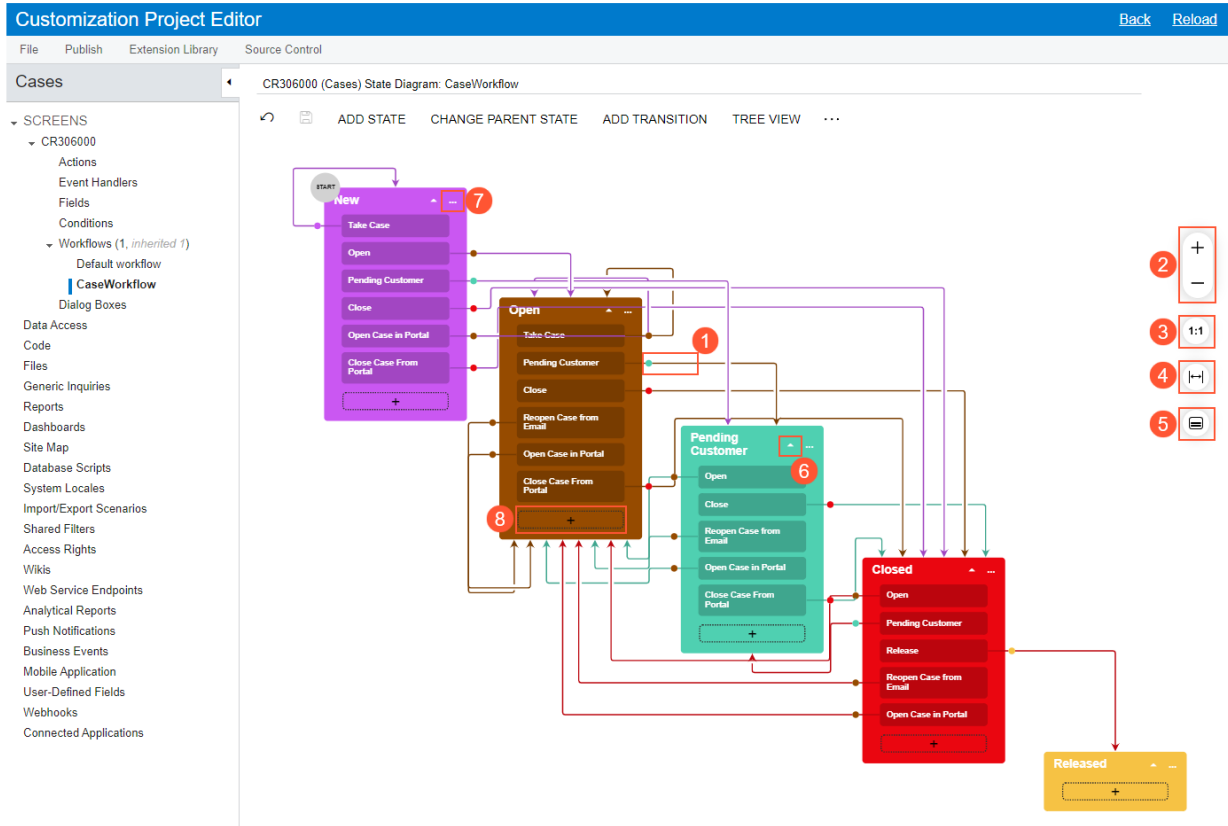 Customization Project Editor
Back
Reload
File
Publish
Extension Library
Source Control
Cases
CR306000 (Cases) State Diagram: CaseWorkflow
SCREENS
CR306000
Actions
Event Handlers
Fields
Conditions
Workflows (1, inherited 1)
Default workflow
CaseWorkflow
Dialog Boxes
Data Access
Code
Files
Generic Inquiries
Reports
Dashboards
Site Map
Database Scripts
System Locales
Import/Export Scenarios
Shared Filters
Access Rights
Wikis
Web Service Endpoints
Analytical Reports
Push Notifications
Business Events
Mobile Application
User-Defined Fields
Webhooks
Connected Applications
ADD STATE
CHANGE PARENT STATE
ADD TRANSITION
TREE VIEW
...
START
New
...
7
Take Case
Open
Pending Customer
Close
Open Case in Portal
Close Case From
Portal
+
Open
...
Take Case
1
Pending Customer
Close
Reopen Case from
Email
Open Case in Portal
Close Case From
Portal
8
+
Pending
Customer
...
6
Open
Close
Reopen Case from
Email
Open Case in Portal
Close Case From
Portal
+
Closed
...
Open
Pending Customer
Release
Reopen Case from
Email
Open Case in Portal
+
Released
...
+
2
+
−
3
1:1
4
5